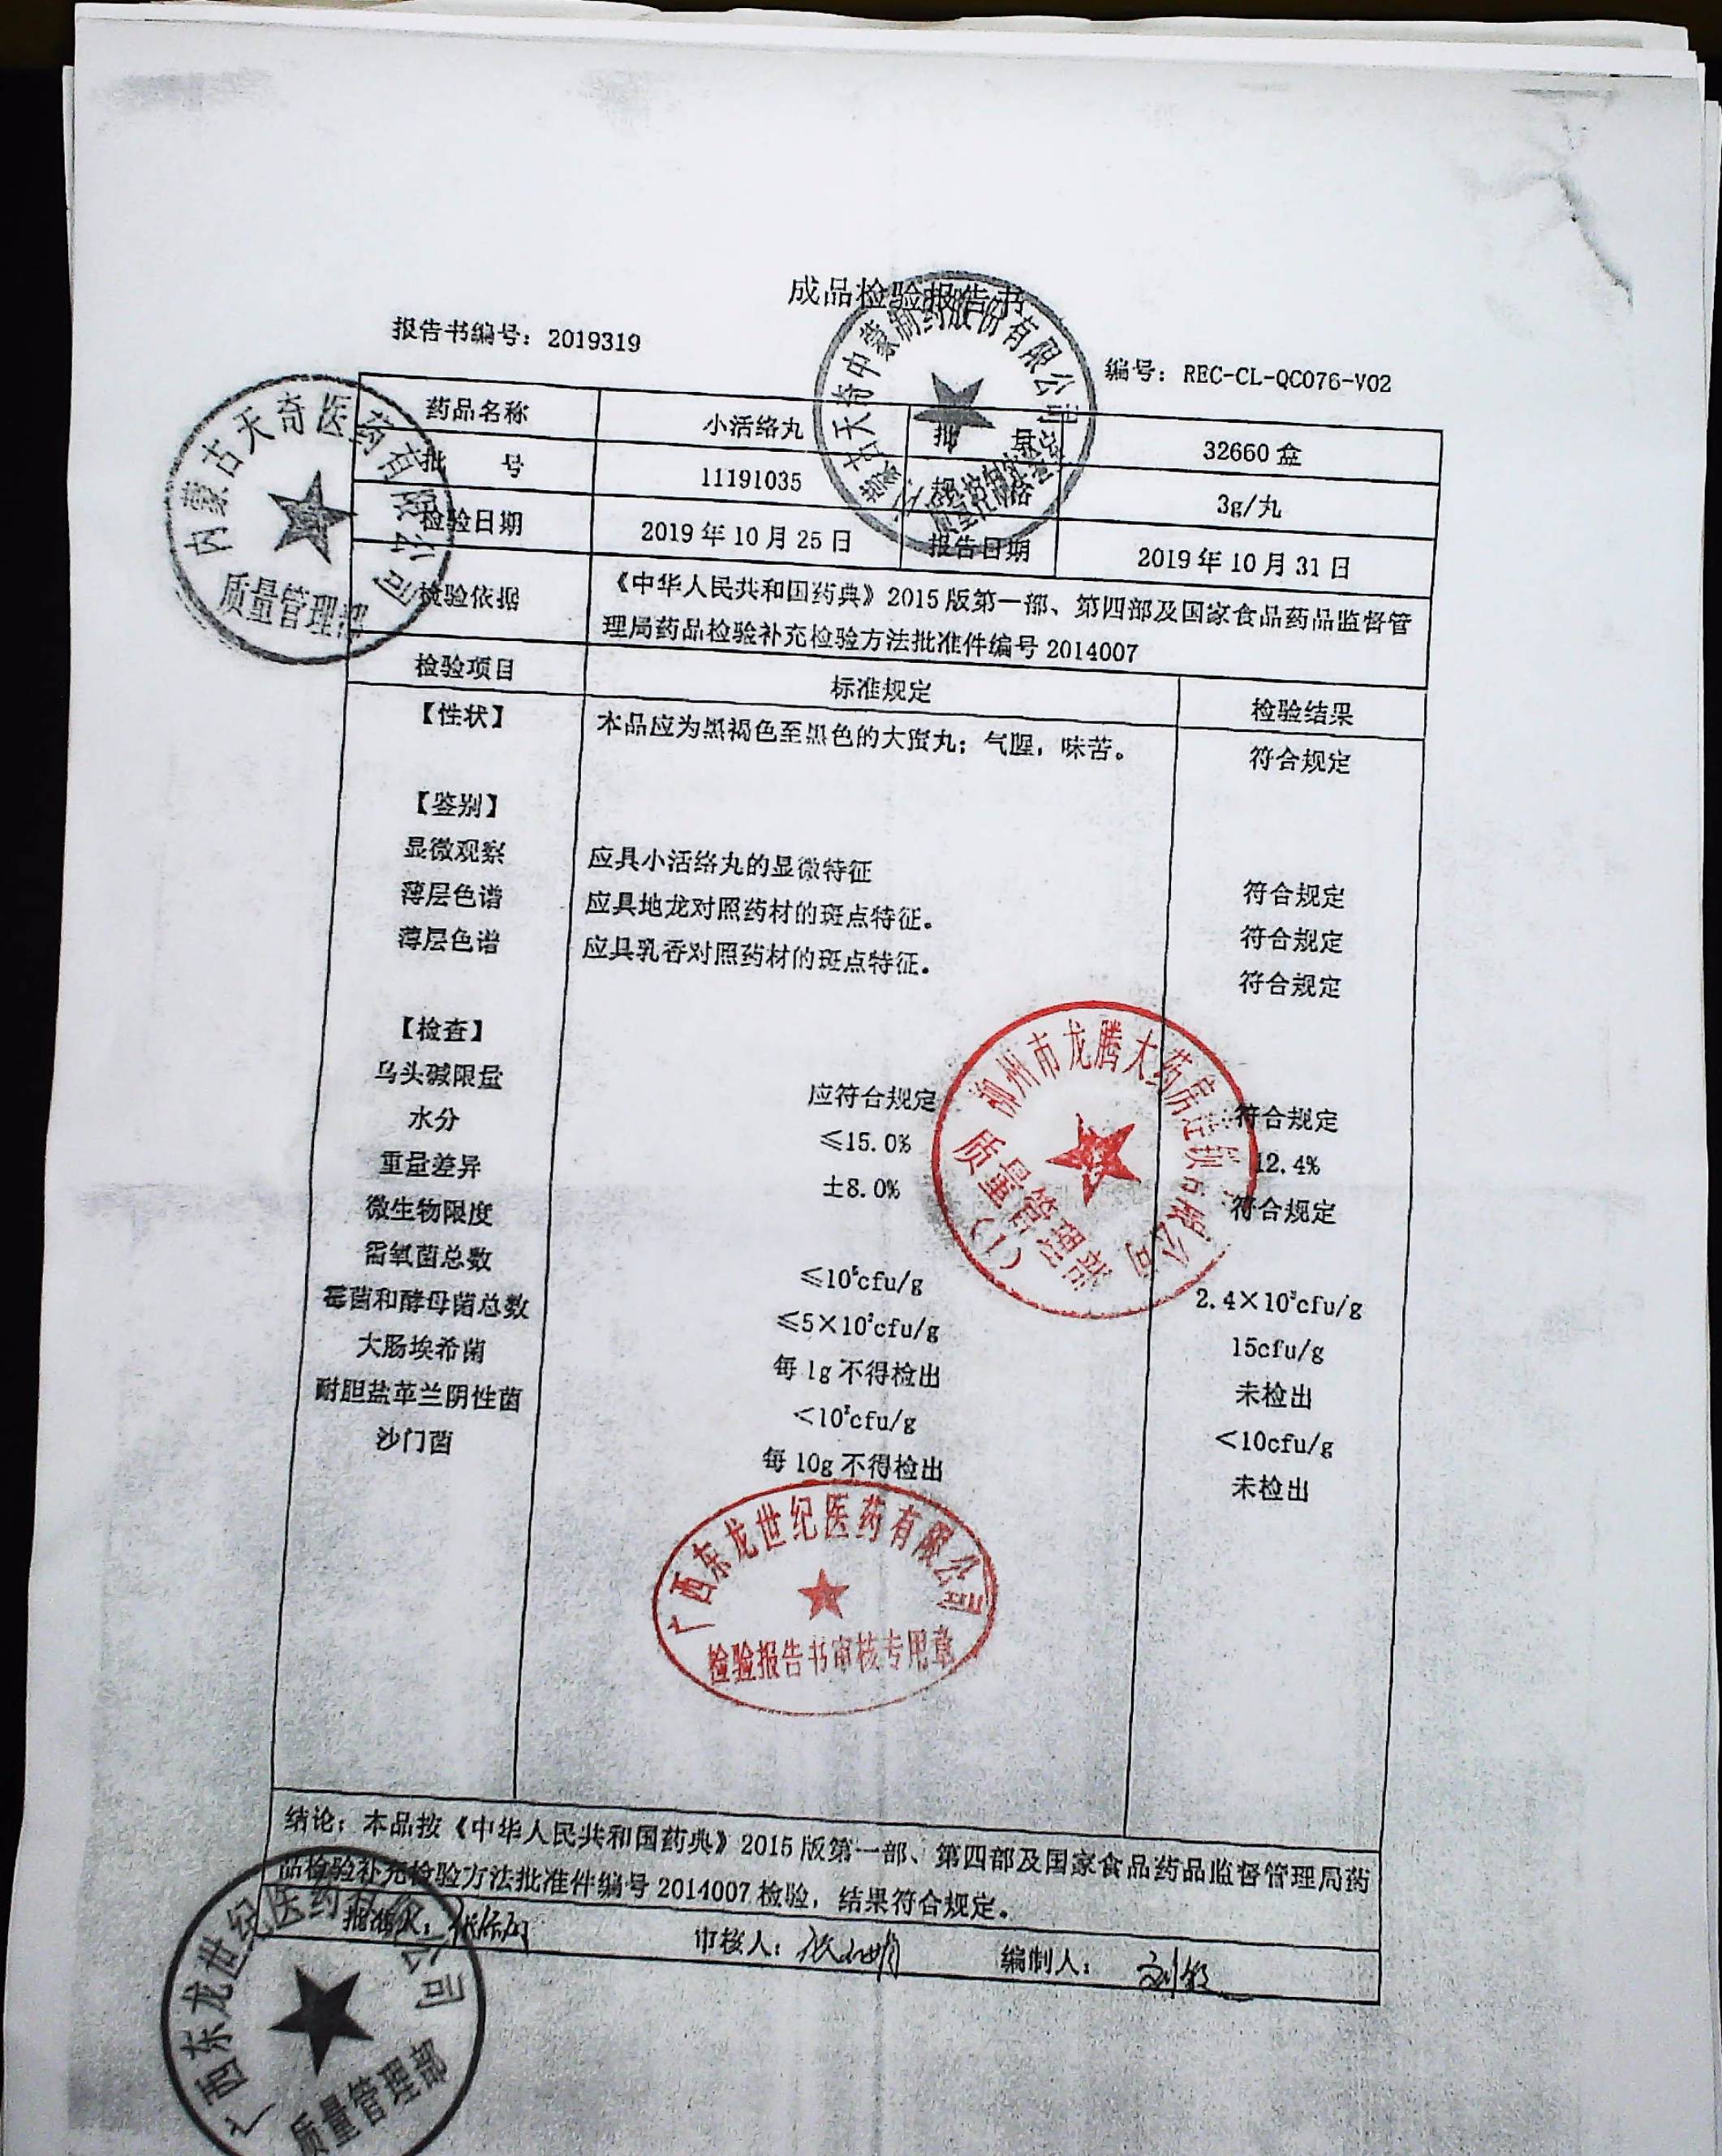 成品检验报告书
报告书编号：2019319
编号：REC-CL-QC076-V02
药品名称 小活络丸 批 32660 盒
批 号 11191035 规 格 3g/丸
检验日期 2019 年 10 月 25 日 报告日期 2019 年 10 月 31 日
检验依据 《中华人民共和国药典》2015 版第一部、第四部及国家食品药品监督管
理局药品检验补充检验方法批准件编号 2014007
检验项目 标准规定 检验结果
【性状】 本品应为黑褐色至黑色的大蜜丸；气腥，味苦。 符合规定
【鉴别】
显微观察 应具小活络丸的显微特征 符合规定
薄层色谱 应具地龙对照药材的斑点特征。 符合规定
薄层色谱 应具乳香对照药材的斑点特征。 符合规定
【检查】
乌头碱限量 应符合规定 符合规定
水分 ≤15.0% 12.4%
重量差异 ±8.0% 符合规定
微生物限度
需氧菌总数 ≤10⁵cfu/g 2.4×10²cfu/g
霉菌和酵母菌总数 ≤5×10²cfu/g 15cfu/g
大肠埃希菌 每 1g 不得检出 未检出
耐胆盐革兰阴性菌 <10²cfu/g <10cfu/g
沙门菌 每 10g 不得检出 未检出
结论：本品按《中华人民共和国药典》2015 版第一部、第四部及国家食品药品监督管理局药
品检验补充检验方法批准件编号 2014007 检验，结果符合规定。
批准人： 审核人： 编制人：
内蒙古天奇医药有限公司
质量管理部
内蒙古天奇中蒙制药股份有限公司
柳州市龙腾大药房连锁有限公司
质量管理部
(1)
广西东龙世纪医药有限公司
检验报告书审核专用章
广西东龙世纪医药有限公司
质量管理部